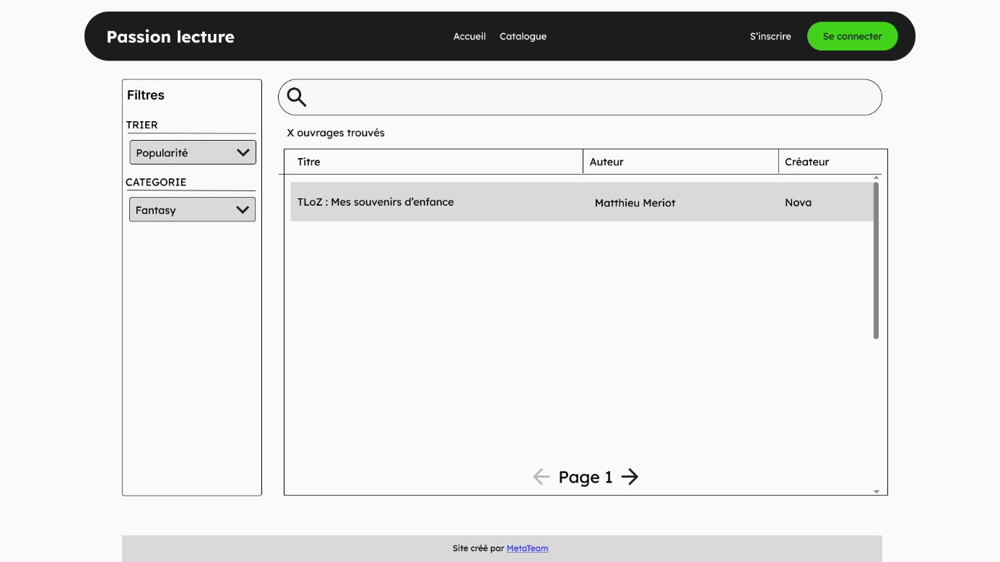 Passion lecture
Accueil Catalogue
S’inscrire Se connecter
Filtres
TRIER
Popularité
CATEGORIE
Fantasy
X ouvrages trouvés
Titre Auteur Créateur
TLoZ : Mes souvenirs d’enfance Matthieu Meriot Nova
Page 1
Site créé par MetaTeam